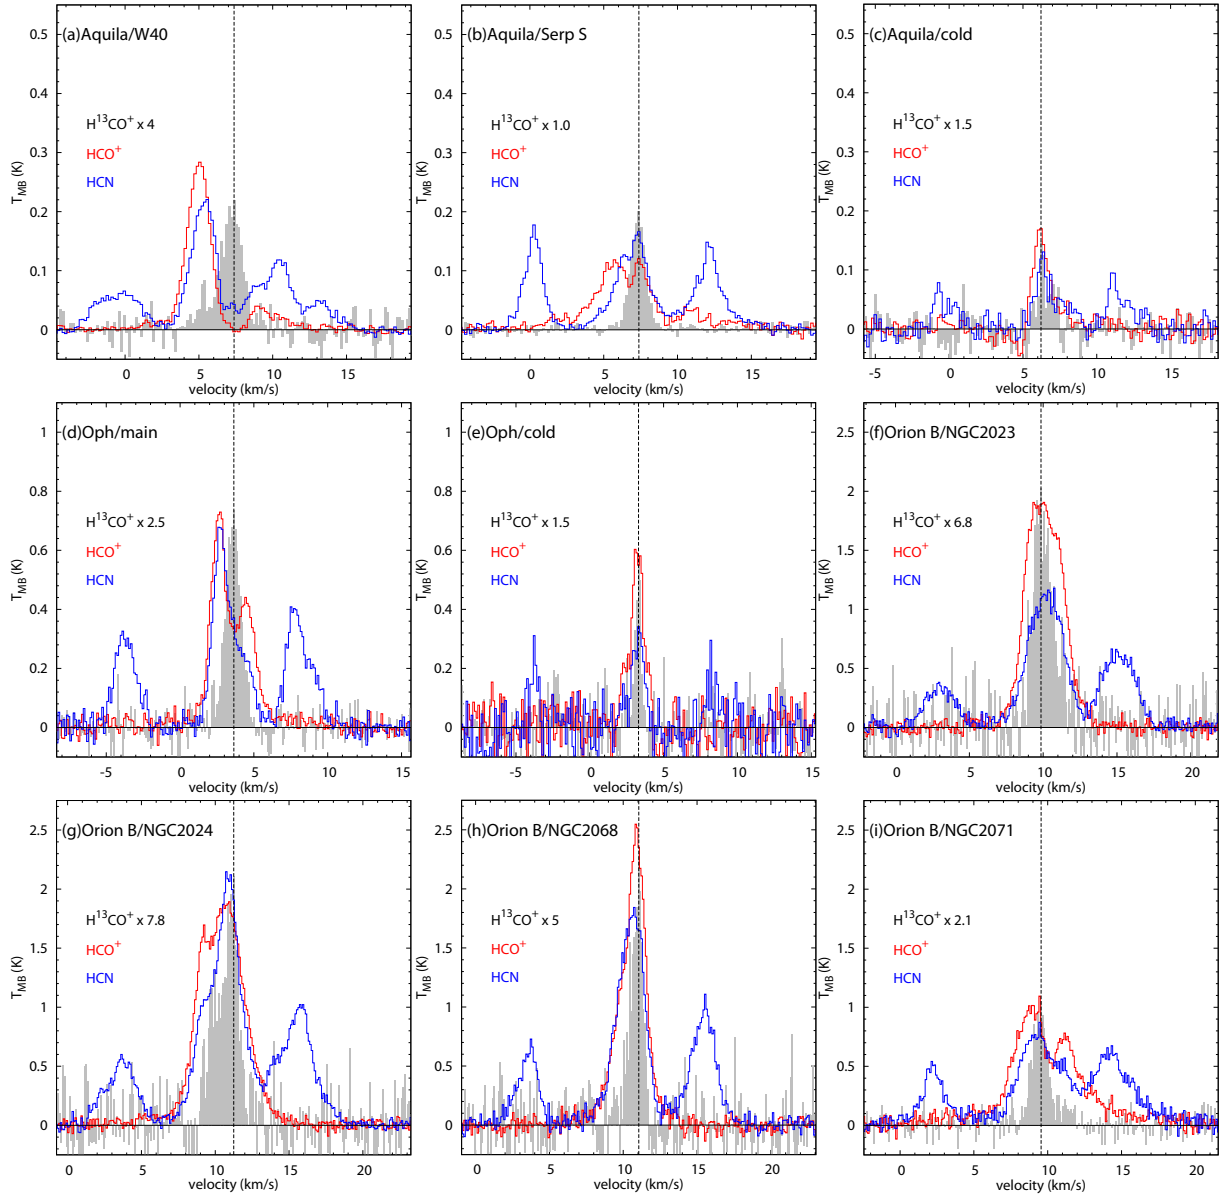 (a)Aquila/W40
H¹³CO⁺ x 4
HCO⁺
HCN
T_MB (K)
0.5
0.4
0.3
0.2
0.1
0
0 5 10 15
velocity (km/s)
(b)Aquila/Serp S
H¹³CO⁺ x 1.0
HCO⁺
HCN
T_MB (K)
0.5
0.4
0.3
0.2
0.1
0
0 5 10 15
velocity (km/s)
(c)Aquila/cold
H¹³CO⁺ x 1.5
HCO⁺
HCN
T_MB (K)
0.5
0.4
0.3
0.2
0.1
0
-5 0 5 10 15
velocity (km/s)
(d)Oph/main
H¹³CO⁺ x 2.5
HCO⁺
HCN
T_MB (K)
1
0.8
0.6
0.4
0.2
0
-5 0 5 10 15
velocity (km/s)
(e)Oph/cold
H¹³CO⁺ x 1.5
HCO⁺
HCN
T_MB (K)
1
0.8
0.6
0.4
0.2
0
-5 0 5 10 15
velocity (km/s)
(f)Orion B/NGC2023
H¹³CO⁺ x 6.8
HCO⁺
HCN
T_MB (K)
2.5
2
1.5
1
0.5
0
0 5 10 15 20
velocity (km/s)
(g)Orion B/NGC2024
H¹³CO⁺ x 7.8
HCO⁺
HCN
T_MB (K)
2.5
2
1.5
1
0.5
0
0 5 10 15 20
velocity (km/s)
(h)Orion B/NGC2068
H¹³CO⁺ x 5
HCO⁺
HCN
T_MB (K)
2.5
2
1.5
1
0.5
0
0 5 10 15 20
velocity (km/s)
(i)Orion B/NGC2071
H¹³CO⁺ x 2.1
HCO⁺
HCN
T_MB (K)
2.5
2
1.5
1
0.5
0
0 5 10 15 20
velocity (km/s)